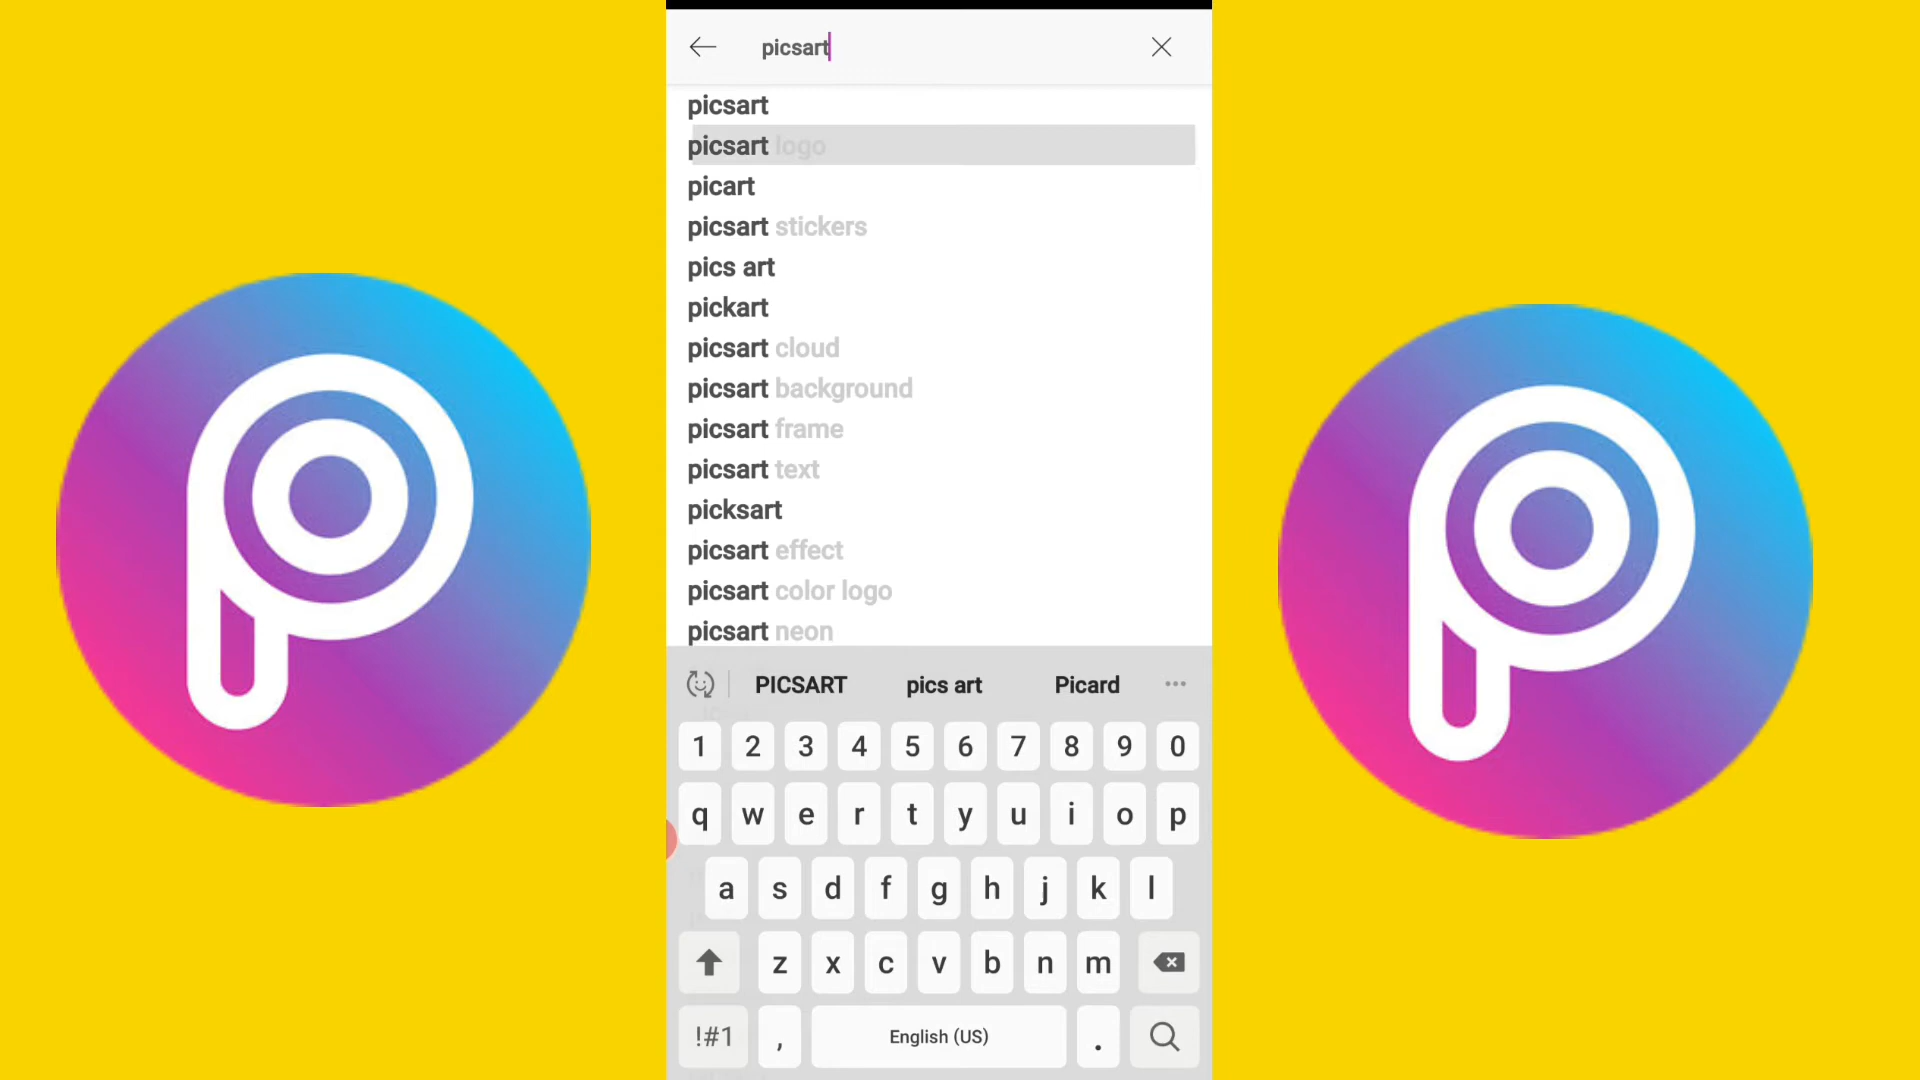 picsart
picsart
picsart logo
picart
picsart stickers
pics art
pickart
picsart cloud
picsart background
picsart frame
picsart text
picksart
picsart effect
picsart color logo
picsart neon
PICSART pics art Picard ...
1 2 3 4 5 6 7 8 9 0
q w e r t y u i o p
a s d f g h j k l
z x c v b n m
!#1 , English (US) .